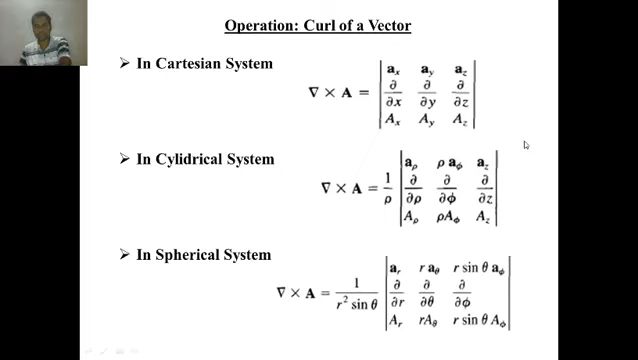 Operation: Curl of a Vector
➢ In Cartesian System
∇ × A = | a_x a_y a_z |
| ∂/∂x ∂/∂y ∂/∂z |
| A_x A_y A_z |
➢ In Cylidrical System
∇ × A = 1/ρ | a_ρ ρ a_ϕ a_z |
| ∂/∂ρ ∂/∂ϕ ∂/∂z |
| A_ρ ρA_ϕ A_z |
➢ In Spherical System
∇ × A = 1/(r² sin θ) | a_r r a_θ r sin θ a_ϕ |
| ∂/∂r ∂/∂θ ∂/∂ϕ |
| A_r rA_θ r sin θ A_ϕ |